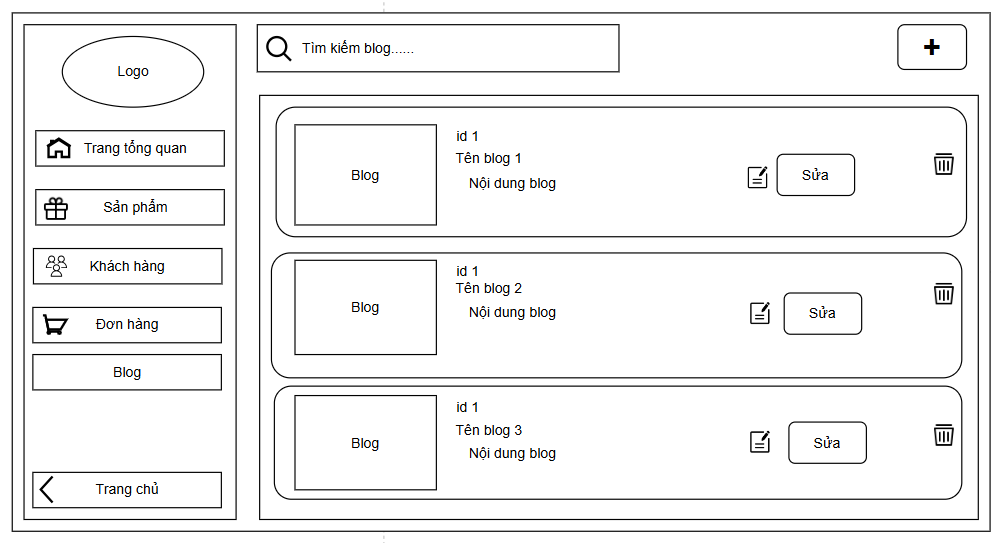 Logo
Trang tổng quan
Sản phẩm
Khách hàng
Đơn hàng
Blog
Trang chủ
Tìm kiếm blog......
+
Blog
id 1
Tên blog 1
Nội dung blog
Sửa
Blog
id 1
Tên blog 2
Nội dung blog
Sửa
Blog
id 1
Tên blog 3
Nội dung blog
Sửa